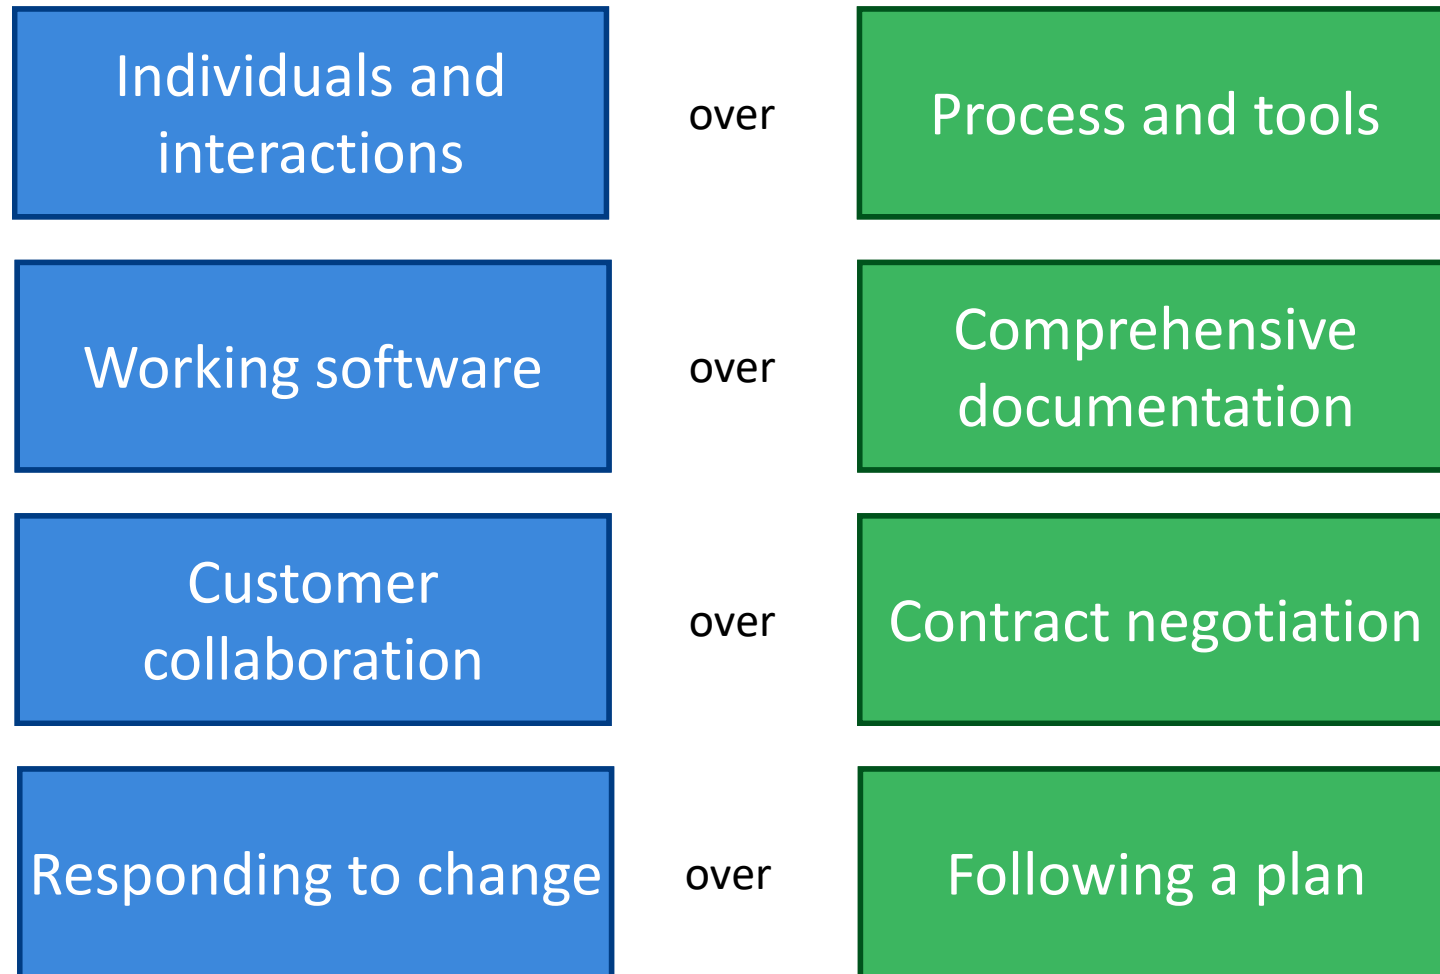 Individuals and
interactions
over
Process and tools
Working software
over
Comprehensive
documentation
Customer
collaboration
over
Contract negotiation
Responding to change
over
Following a plan